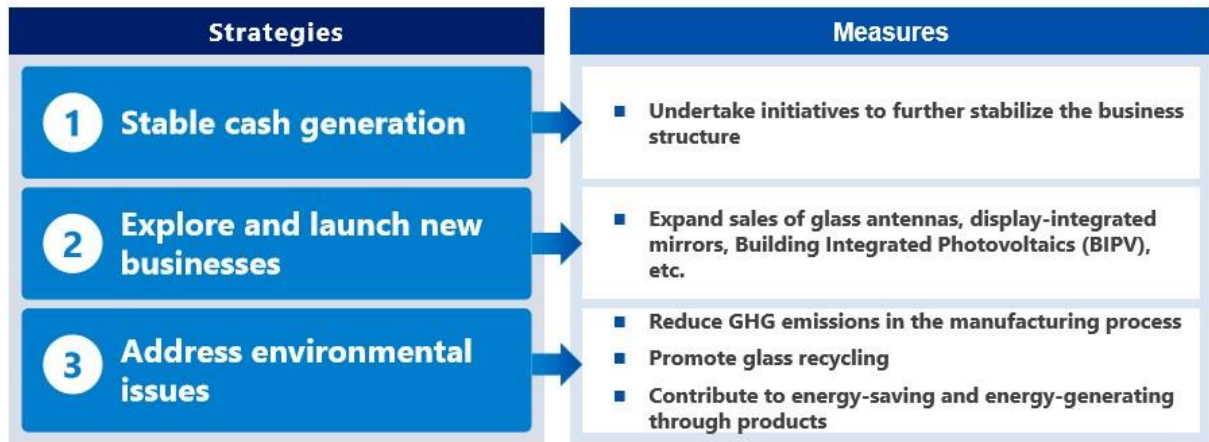 Strategies
Measures
1
Stable cash generation
■ Undertake initiatives to further stabilize the business
structure
2
Explore and launch new
businesses
■ Expand sales of glass antennas, display-integrated
mirrors, Building Integrated Photovoltaics (BIPV),
etc.
3
Address environmental
issues
■ Reduce GHG emissions in the manufacturing process
■ Promote glass recycling
■ Contribute to energy-saving and energy-generating
through products